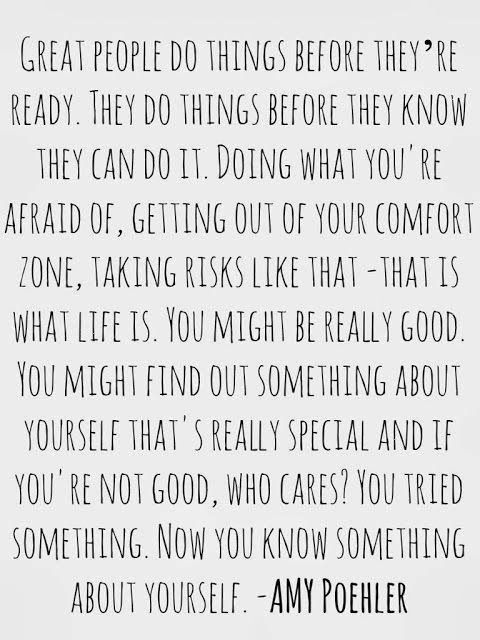 Great people do things before they're
ready. They do things before they know
they can do it. Doing what you're
afraid of, getting out of your comfort
zone, taking risks like that -that is
what life is. You might be really good.
You might find out something about
yourself that's really special and if
you're not good, who cares? You tried
something. Now you know something
about yourself. -AMY Poehler